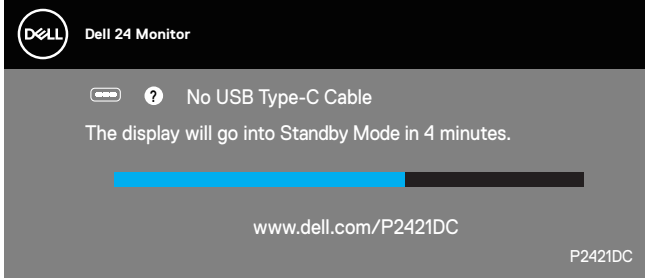 DELL
Dell 24 Monitor
? No USB Type-C Cable
The display will go into Standby Mode in 4 minutes.
www.dell.com/P2421DC
P2421DC